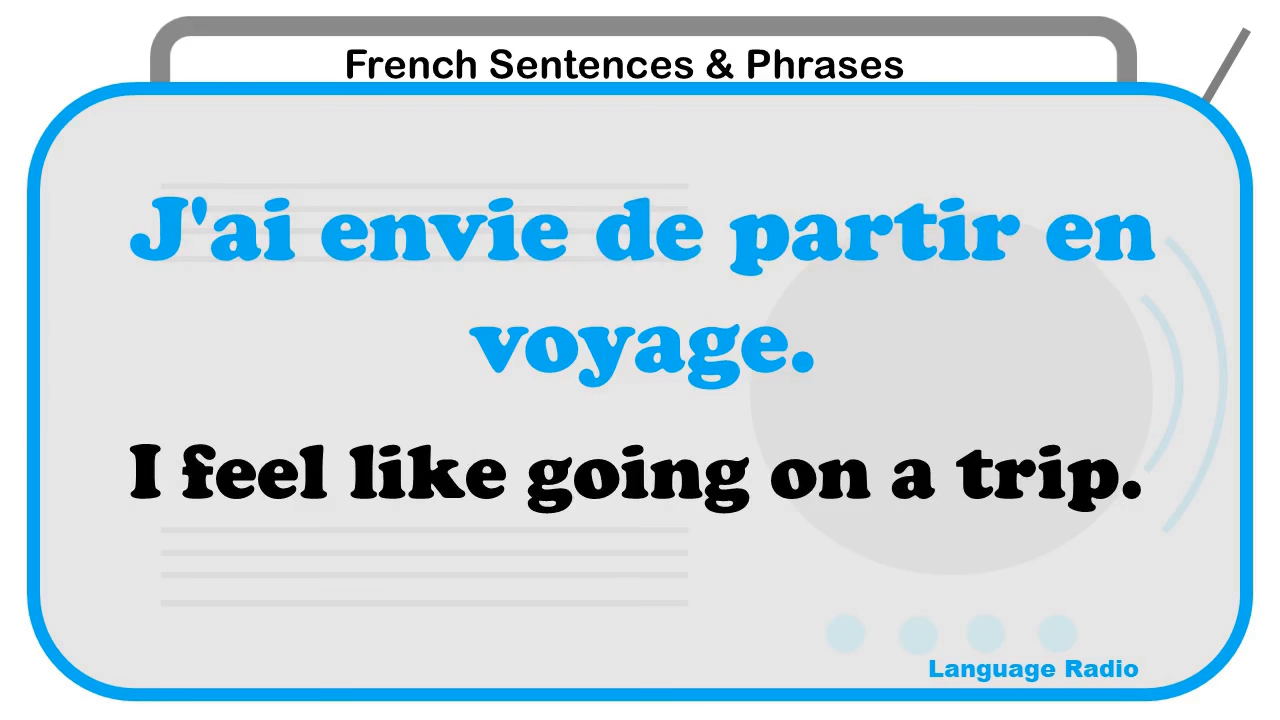 French Sentences & Phrases
J'ai envie de partir en
voyage.
I feel like going on a trip.
Language Radio